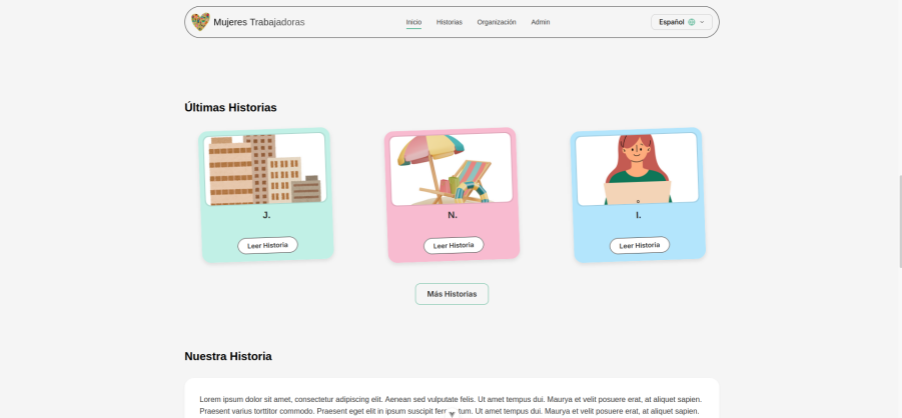 Mujeres Trabajadoras
Inicio Historias Organización Admin
Español
Últimas Historias
J. N. I.
Leer Historia Leer Historia Leer Historia
Más Historias
Nuestra Historia
Lorem ipsum dolor sit amet, consectetur adipiscing elit. Aenean sed vulputate felis. Ut amet tempus dui. Maurya et velit posuere erat, at aliquet sapien.
Praesent varius torttitor commodo. Praesent eget elit in ipsum suscipit tum. Ut amet tempus dui. Maurya et velit posuere erat, at aliquet sapien.